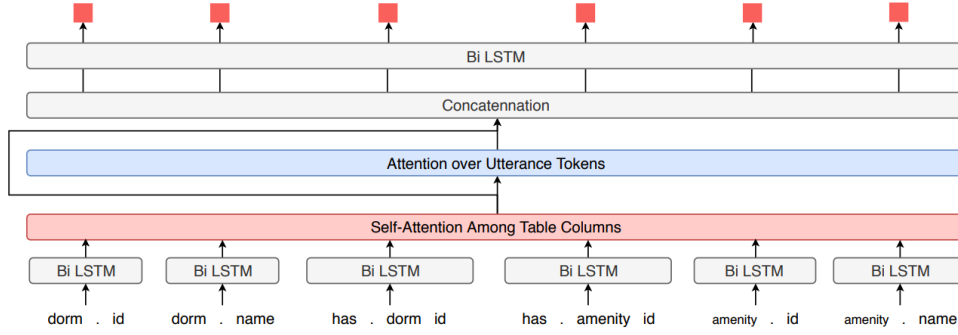 Bi LSTM
Concatennation
Attention over Utterance Tokens
Self-Attention Among Table Columns
Bi LSTM Bi LSTM Bi LSTM Bi LSTM Bi LSTM Bi LSTM
dorm . id dorm . name has . dorm id has . amenity id amenity . id amenity . name